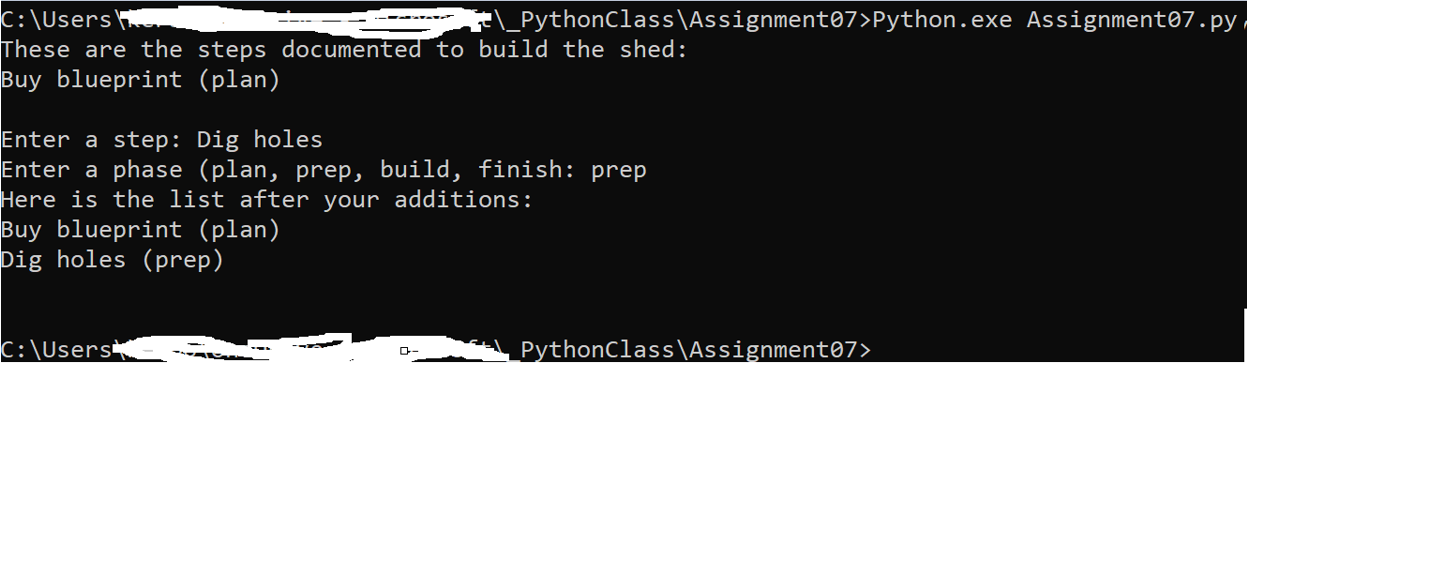 C:\Users\ \_PythonClass\Assignment07>Python.exe Assignment07.py
These are the steps documented to build the shed:
Buy blueprint (plan)
Enter a step: Dig holes
Enter a phase (plan, prep, build, finish: prep
Here is the list after your additions:
Buy blueprint (plan)
Dig holes (prep)
C:\Users\ \_PythonClass\Assignment07>